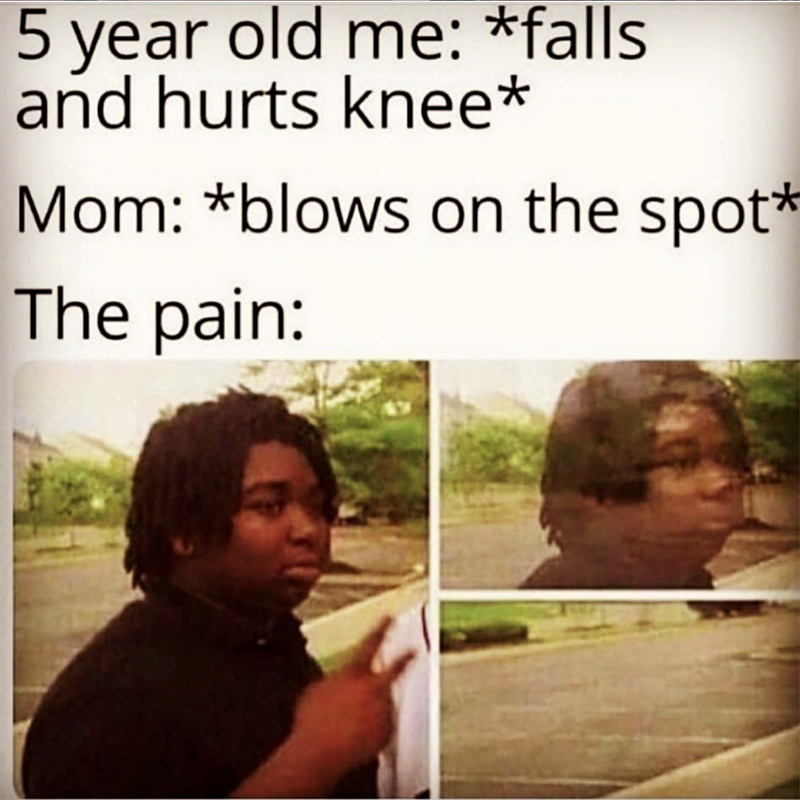 5 year old me: *falls
and hurts knee*
Mom: *blows on the spot*
The pain: